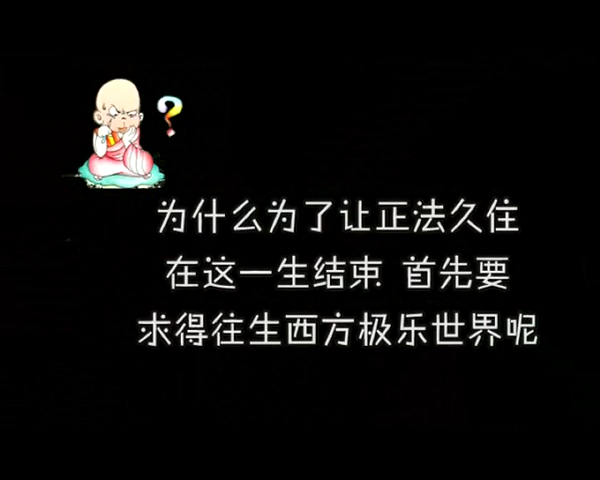 ?
为什么为了让正法久住
在这一生结束 首先要
求得往生西方极乐世界呢